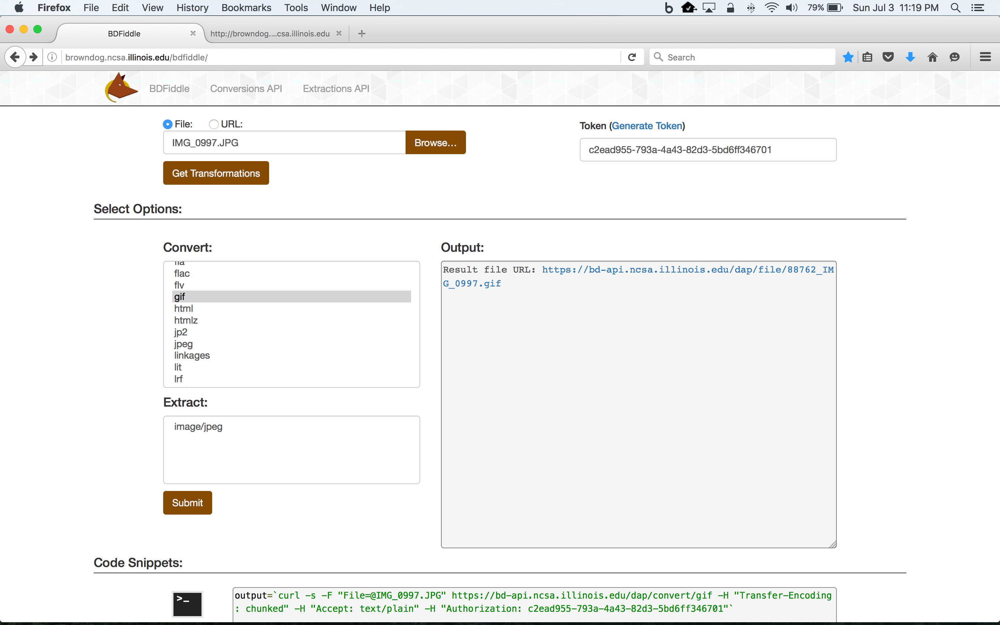 Firefox File Edit View History Bookmarks Tools Window Help 79% Sun Jul 3 11:19 PM
BDFiddle http://browndog....csa.illinois.edu
browndog.ncsa.illinois.edu/bdfiddle/ Search
BDFiddle Conversions API Extractions API
File: URL:
IMG_0997.JPG Browse...
Token (Generate Token)
c2ead955-793a-4a43-82d3-5bd6ff346701
Get Transformations
Select Options:
Convert:
flac
flv
gif
html
htmlz
jp2
jpeg
linkages
lit
lrf
Extract:
image/jpeg
Submit
Output:
Result file URL: https://bd-api.ncsa.illinois.edu/dap/file/88762_IM
G_0997.gif
Code Snippets:
>_
output=`curl -s -F "File=@IMG_0997.JPG" https://bd-api.ncsa.illinois.edu/dap/convert/gif -H "Transfer-Encoding
: chunked" -H "Accept: text/plain" -H "Authorization: c2ead955-793a-4a43-82d3-5bd6ff346701"`